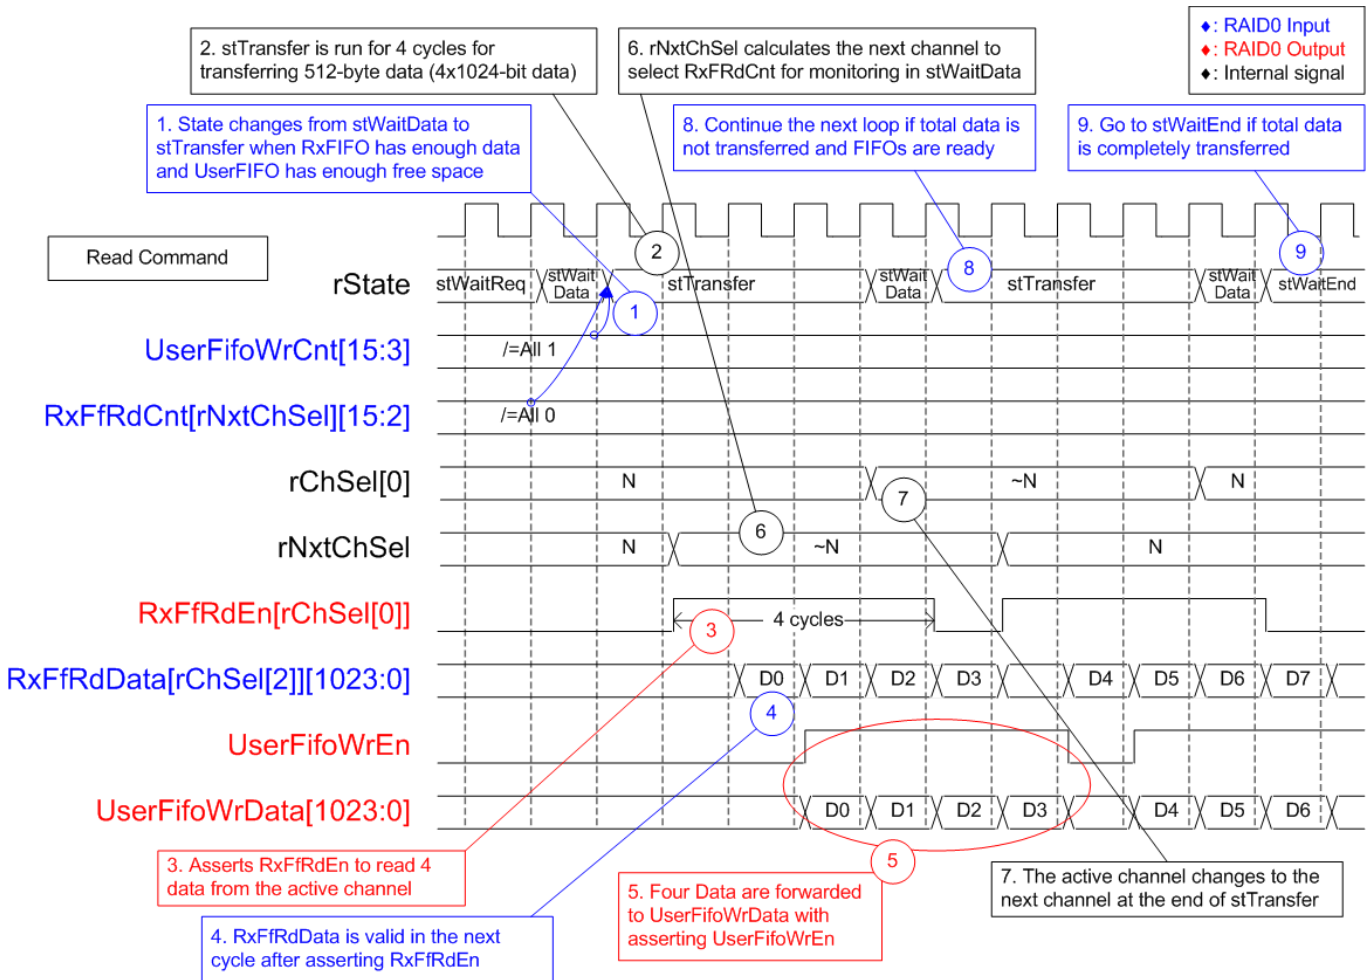 ♦: RAID0 Input
♦: RAID0 Output
♦: Internal signal
2. stTransfer is run for 4 cycles for
transferring 512-byte data (4x1024-bit data)
6. rNxtChSel calculates the next channel to
select RxFRdCnt for monitoring in stWaitData
1. State changes from stWaitData to
stTransfer when RxFIFO has enough data
and UserFIFO has enough free space
8. Continue the next loop if total data is
not transferred and FIFOs are ready
9. Go to stWaitEnd if total data
is completely transferred
Read Command
2
8
9
rState
stWaitReq
stWait
Data
stTransfer
stWait
Data
stTransfer
stWait
Data
stWaitEnd
1
UserFifoWrCnt[15:3]
/=All 1
RxFfRdCnt[rNxtChSel][15:2]
/=All 0
rChSel[0]
N
~N
N
7
rNxtChSel
N
6
~N
N
RxFfRdEn[rChSel[0]]
3
4 cycles
RxFfRdData[rChSel[2]][1023:0]
D0
D1
D2
D3
D4
D5
D6
D7
4
UserFifoWrEn
UserFifoWrData[1023:0]
D0
D1
D2
D3
D4
D5
D6
5
3. Asserts RxFfRdEn to read 4
data from the active channel
5. Four Data are forwarded
to UserFifoWrData with
asserting UserFifoWrEn
7. The active channel changes to the
next channel at the end of stTransfer
4. RxFfRdData is valid in the next
cycle after asserting RxFfRdEn